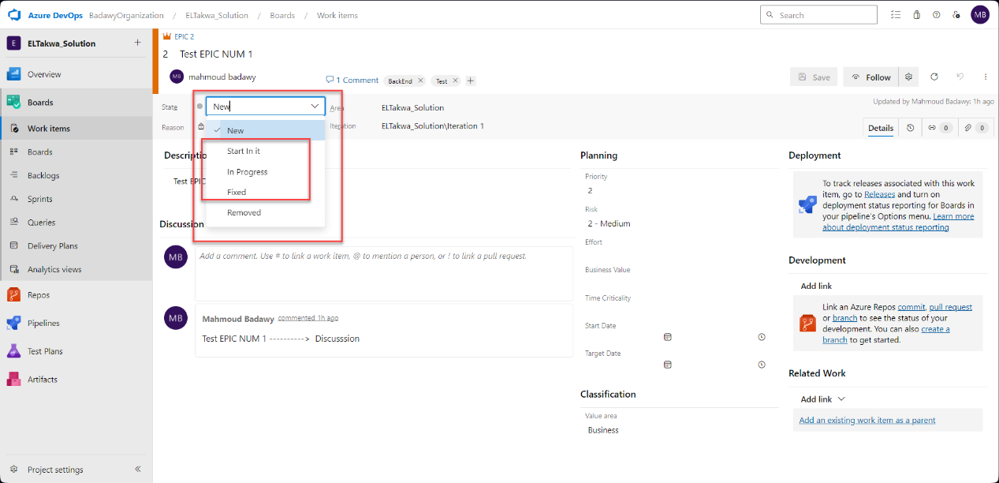 Azure DevOps BadawyOrganization / ELTakwa_Solution / Boards / Work items
Search
MB
E ELTakwa_Solution +
Overview
Boards
Work items
Boards
Backlogs
Sprints
Queries
Delivery Plans
Analytics views
Repos
Pipelines
Test Plans
Artifacts
Project settings
EPIC 2
2 Test EPIC NUM 1
MB mahmoud badawy
1 Comment
BackEnd
Test
Save
Follow
State
New
Area
ELTakwa_Solution
Updated by Mahmoud Badawy: 1h ago
Reason
Iteration
ELTakwa_Solution\Iteration 1
New
Start In it
In Progress
Fixed
Removed
Details
0
0
Descriptio
Test EPIC
Discussion
MB
Add a comment. Use # to link a work item, @ to mention a person, or ! to link a pull request.
MB
Mahmoud Badawy commented 1h ago
Test EPIC NUM 1 ----------> Discusssion
Planning
Priority
2
Risk
2 - Medium
Effort
Business Value
Time Criticality
Start Date
Target Date
Classification
Value area
Business
Deployment
To track releases associated with this work
item, go to Releases and turn on
deployment status reporting for Boards in
your pipeline's Options menu. Learn more
about deployment status reporting
Development
Add link
Link an Azure Repos commit, pull request
or branch to see the status of your
development. You can also create a
branch to get started.
Related Work
Add link
Add an existing work item as a parent